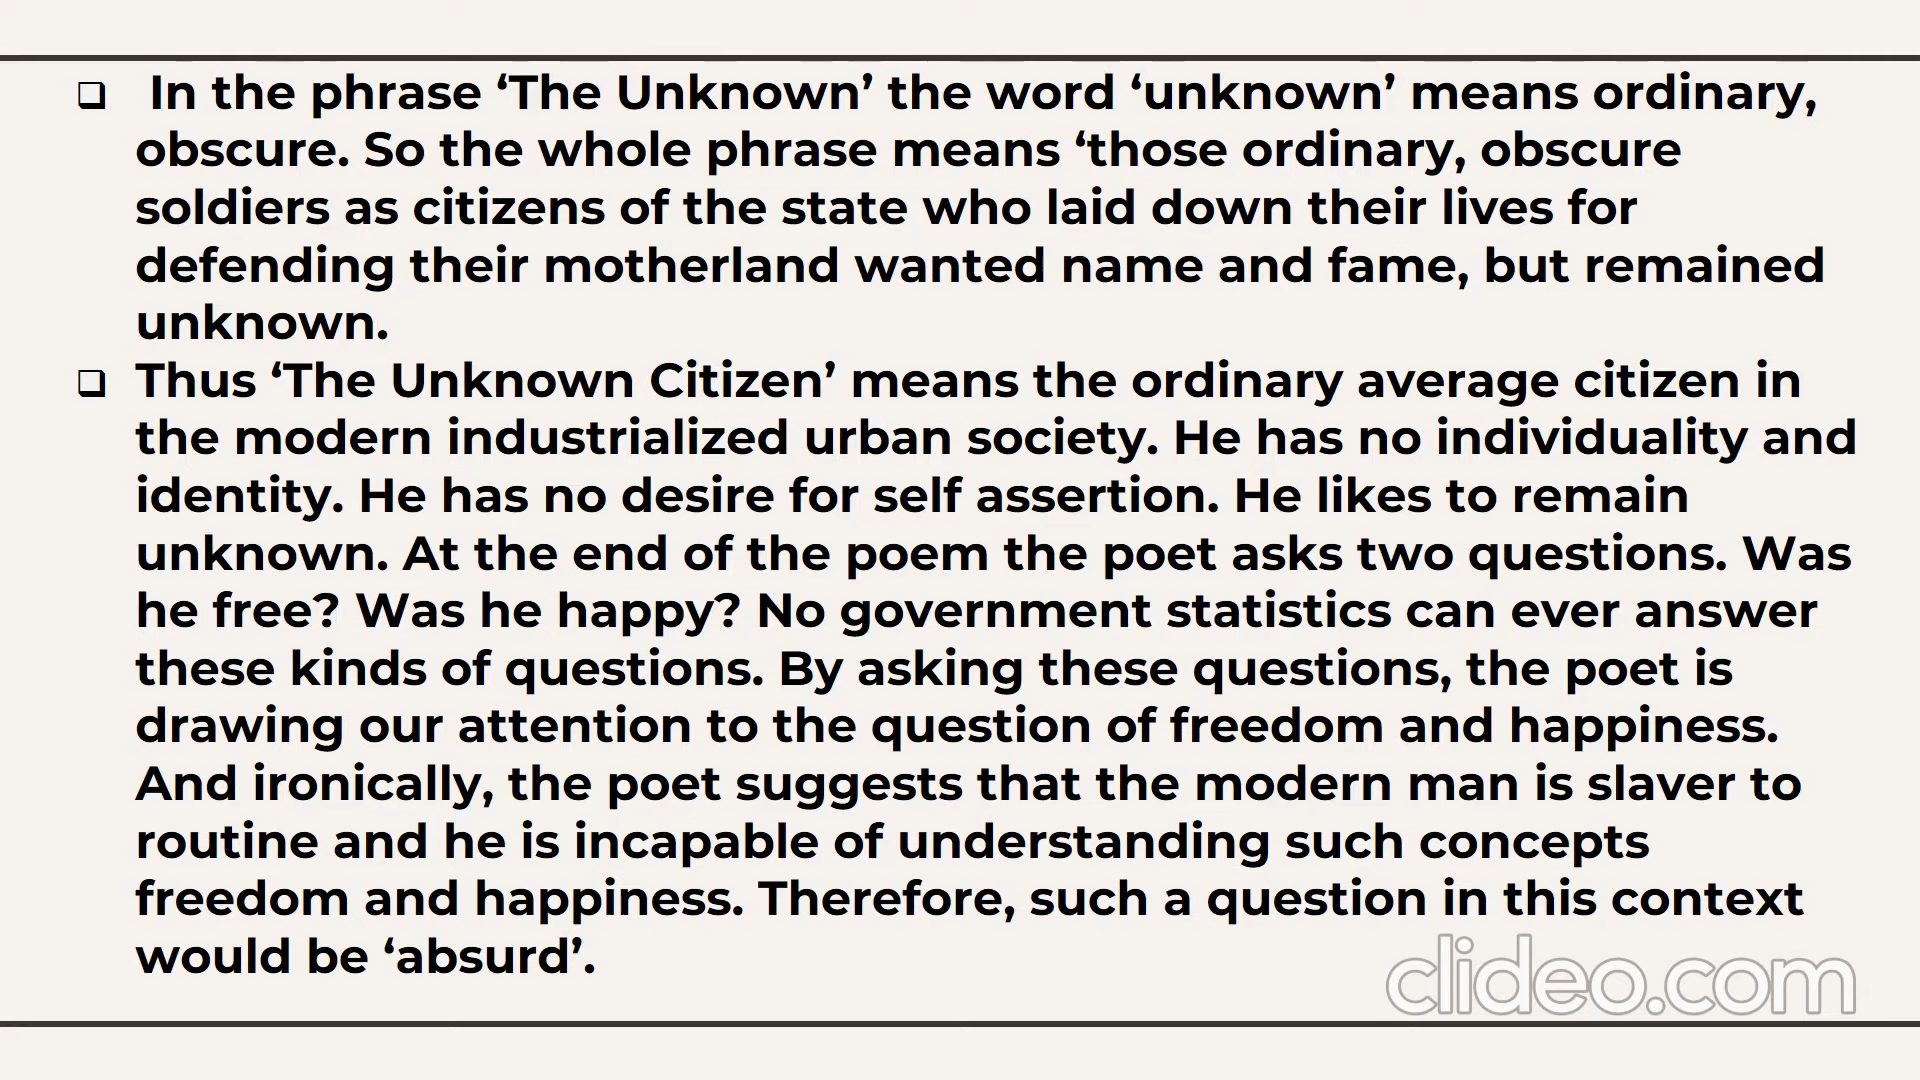 ❑ In the phrase ‘The Unknown’ the word ‘unknown’ means ordinary,
obscure. So the whole phrase means ‘those ordinary, obscure
soldiers as citizens of the state who laid down their lives for
defending their motherland wanted name and fame, but remained
unknown.
❑ Thus ‘The Unknown Citizen’ means the ordinary average citizen in
the modern industrialized urban society. He has no individuality and
identity. He has no desire for self assertion. He likes to remain
unknown. At the end of the poem the poet asks two questions. Was
he free? Was he happy? No government statistics can ever answer
these kinds of questions. By asking these questions, the poet is
drawing our attention to the question of freedom and happiness.
And ironically, the poet suggests that the modern man is slaver to
routine and he is incapable of understanding such concepts
freedom and happiness. Therefore, such a question in this context
would be ‘absurd’.
clideo.com